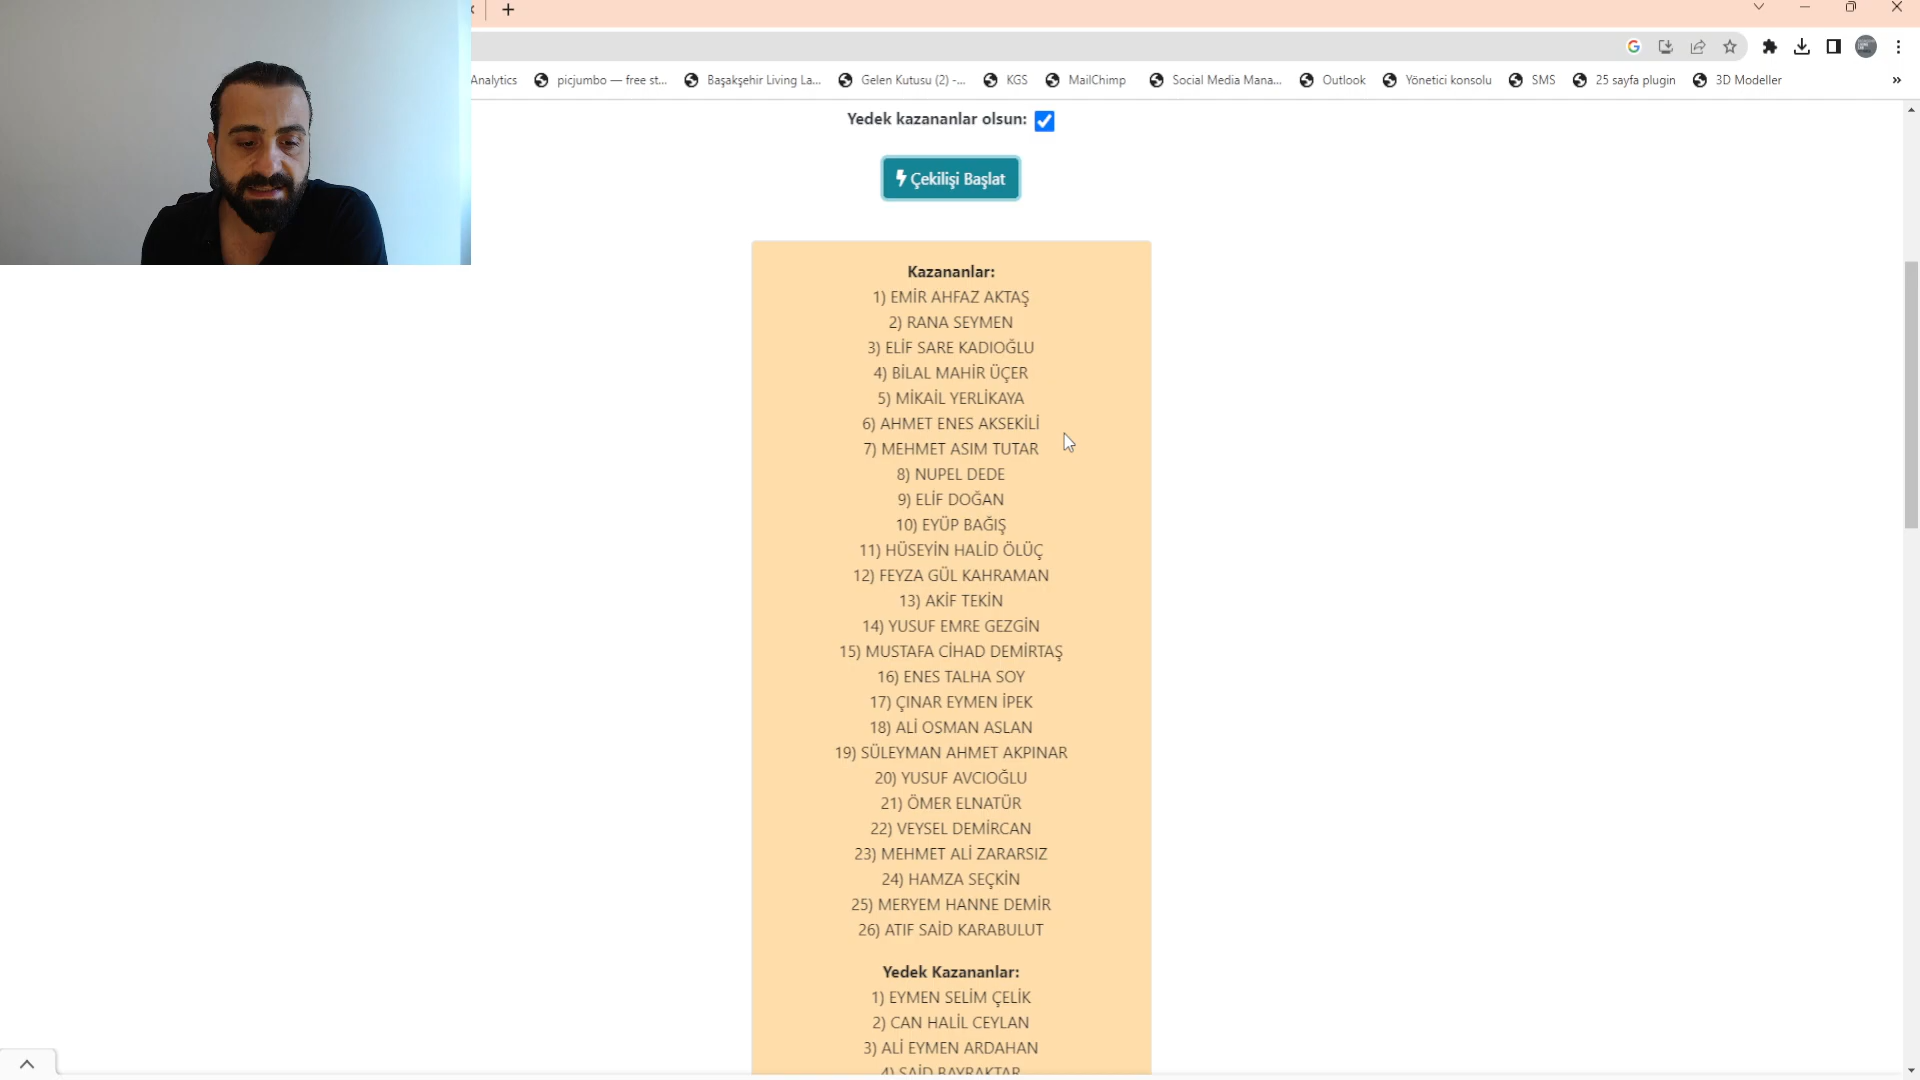 Analytics
picjumbo — free st...
Başakşehir Living La...
Gelen Kutusu (2) -...
KGS
MailChimp
Social Media Mana...
Outlook
Yönetici konsolu
SMS
25 sayfa plugin
3D Modeller
»
Yedek kazananlar olsun:
Çekilişi Başlat
Kazananlar:
1) EMİR AHFAZ AKTAŞ
2) RANA SEYMEN
3) ELİF SARE KADIOĞLU
4) BİLAL MAHİR ÜÇER
5) MİKAİL YERLİKAYA
6) AHMET ENES AKSEKİLİ
7) MEHMET ASIM TUTAR
8) NUPEL DEDE
9) ELİF DOĞAN
10) EYÜP BAĞIŞ
11) HÜSEYİN HALİD ÖLÜÇ
12) FEYZA GÜL KAHRAMAN
13) AKİF TEKİN
14) YUSUF EMRE GEZGİN
15) MUSTAFA CİHAD DEMİRTAŞ
16) ENES TALHA SOY
17) ÇINAR EYMEN İPEK
18) ALİ OSMAN ASLAN
19) SÜLEYMAN AHMET AKPINAR
20) YUSUF AVCIOĞLU
21) ÖMER ELNATÜR
22) VEYSEL DEMİRCAN
23) MEHMET ALİ ZARARSIZ
24) HAMZA SEÇKİN
25) MERYEM HANNE DEMİR
26) ATIF SAİD KARABULUT
Yedek Kazananlar:
1) EYMEN SELİM ÇELİK
2) CAN HALİL CEYLAN
3) ALİ EYMEN ARDAHAN
4) SAİD BAYRAKTAR